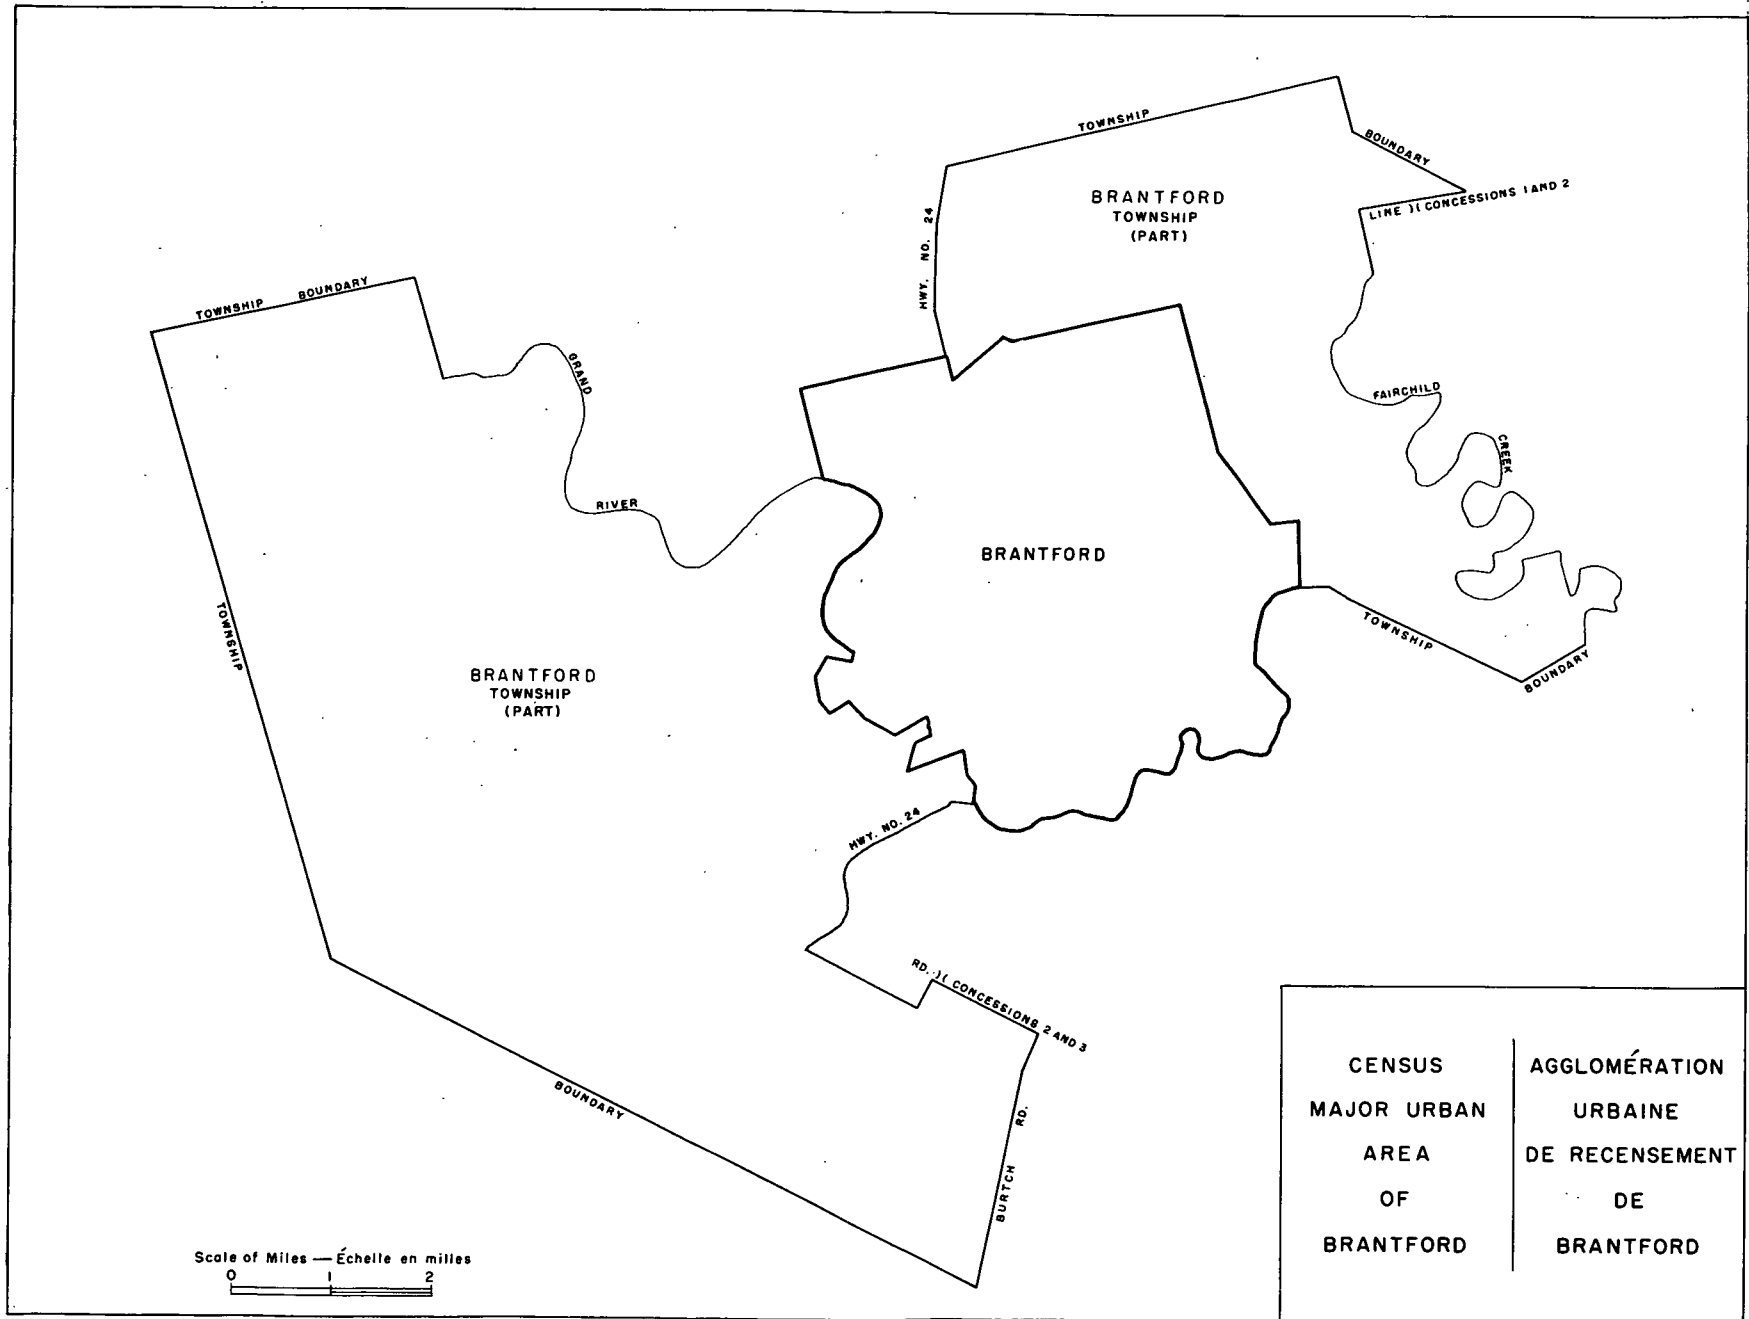 TOWNSHIP
BOUNDARY
LINE )( CONCESSIONS 1 AND 2
BRANTFORD
TOWNSHIP
(PART)
HWY. NO. 24
TOWNSHIP BOUNDARY
GRAND
RIVER
FAIRCHILD
CREEK
BRANTFORD
TOWNSHIP
BOUNDARY
TOWNSHIP
BRANTFORD
TOWNSHIP
(PART)
HWY. NO. 24
RD. )( CONCESSIONS 2 AND 3
BOUNDARY
BURTCH RD.
Scale of Miles — Échelle en milles
0 1 2
CENSUS
MAJOR URBAN
AREA
OF
BRANTFORD
AGGLOMÉRATION
URBAINE
DE RECENSEMENT
DE
BRANTFORD